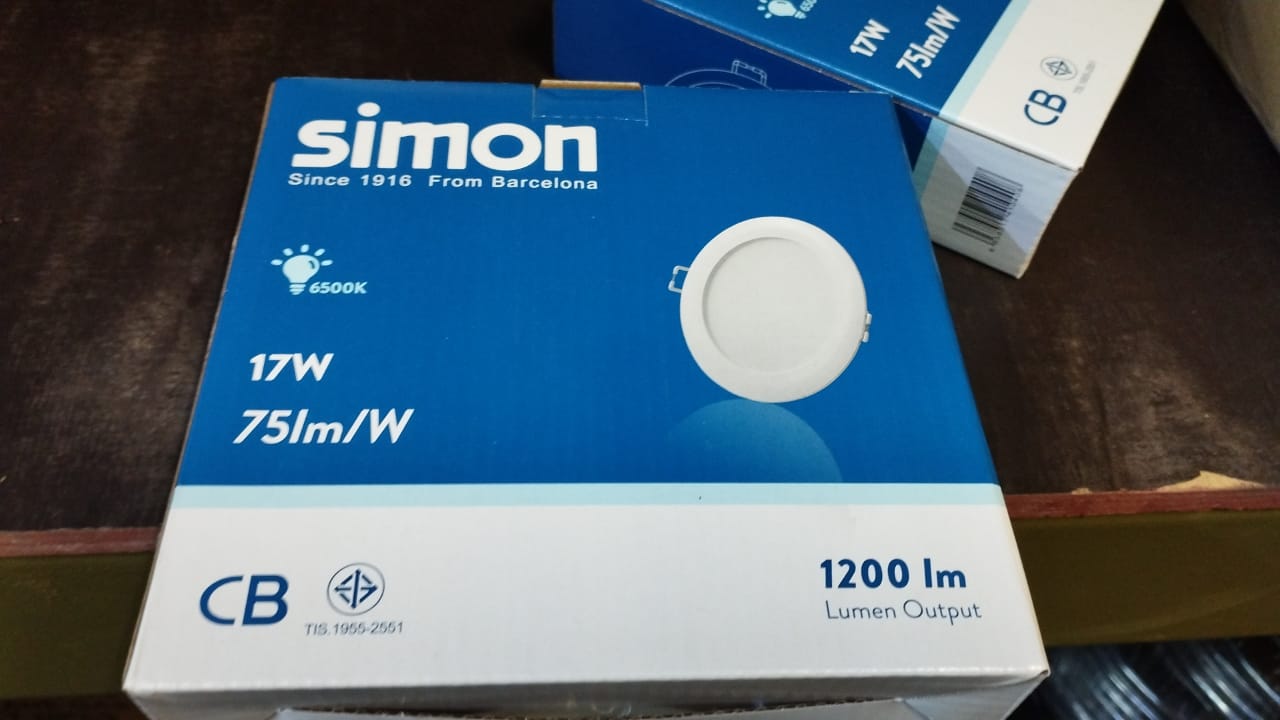 simon
Since 1916 From Barcelona
6500K
17W
75lm/W
CB
TIS.1955-2551
1200 lm
Lumen Output
17W
75lm/W
CB